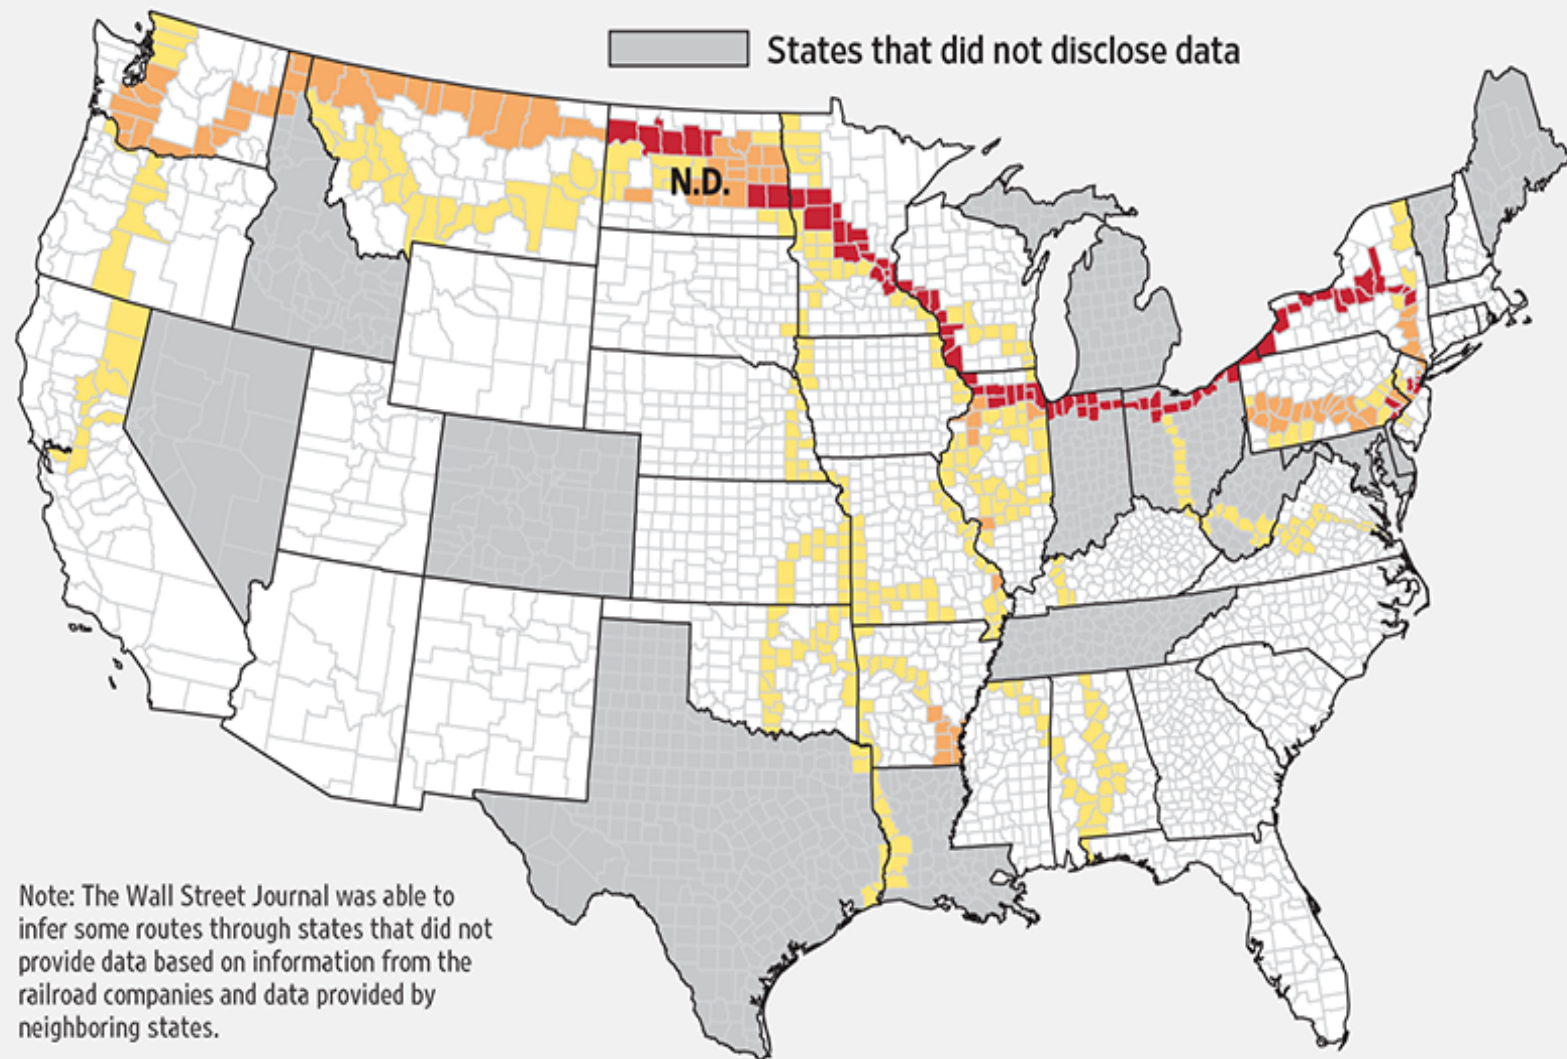 States that did not disclose data
N.D.
Note: The Wall Street Journal was able to
infer some routes through states that did not
provide data based on information from the
railroad companies and data provided by
neighboring states.